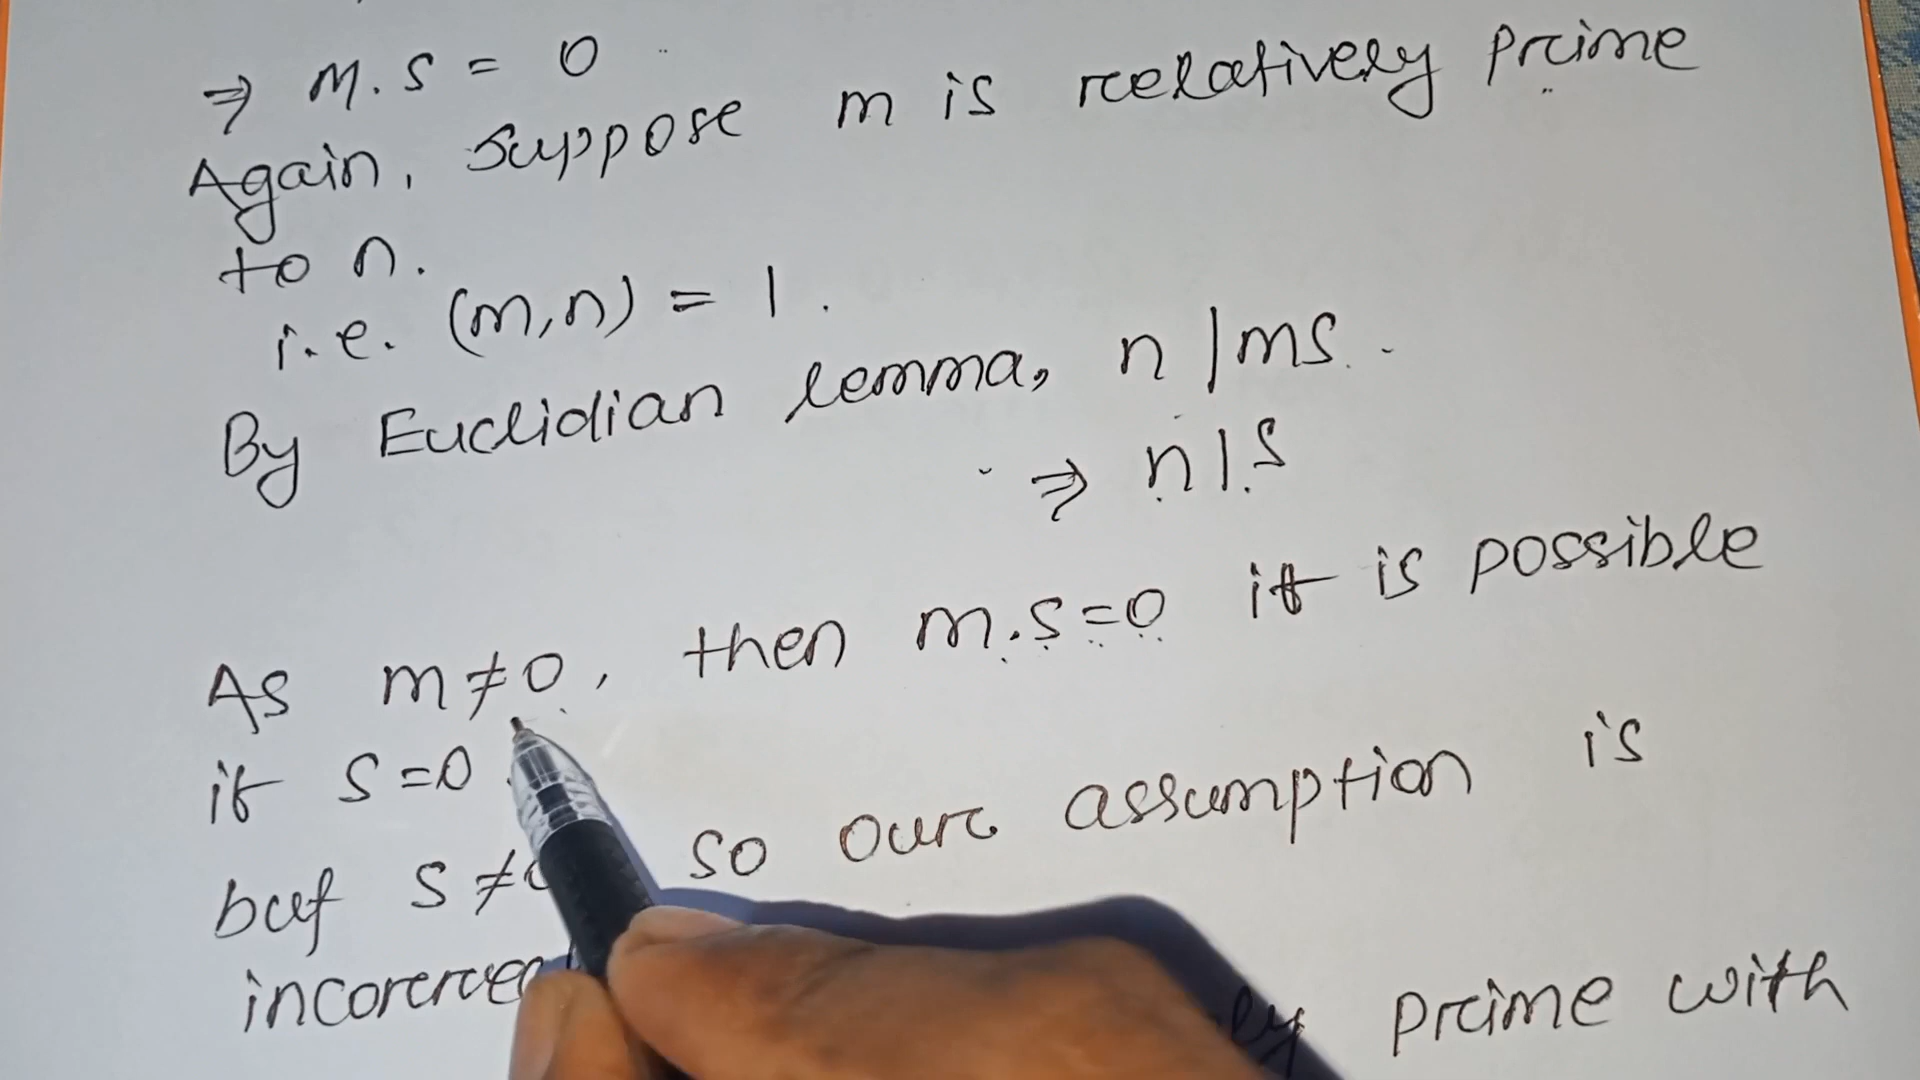 ⇒ m.s = 0
Again, suppose m is relatively prime
to n.
i.e. (m,n) = 1.
By Euclidian lemma, n | ms.
⇒ n | s
As m ≠ 0, then m.s = 0 it is possible
if s = 0
but s ≠ so our assumption is
prime with